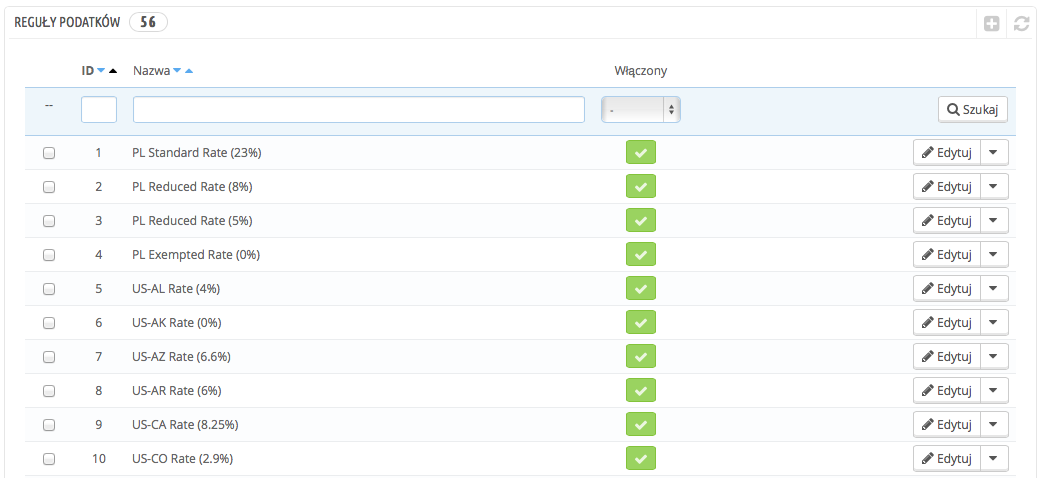 REGUŁY PODATKÓW 56
ID Nazwa Włączony
-- - Szukaj
1 PL Standard Rate (23%) Edytuj
2 PL Reduced Rate (8%) Edytuj
3 PL Reduced Rate (5%) Edytuj
4 PL Exempted Rate (0%) Edytuj
5 US-AL Rate (4%) Edytuj
6 US-AK Rate (0%) Edytuj
7 US-AZ Rate (6.6%) Edytuj
8 US-AR Rate (6%) Edytuj
9 US-CA Rate (8.25%) Edytuj
10 US-CO Rate (2.9%) Edytuj